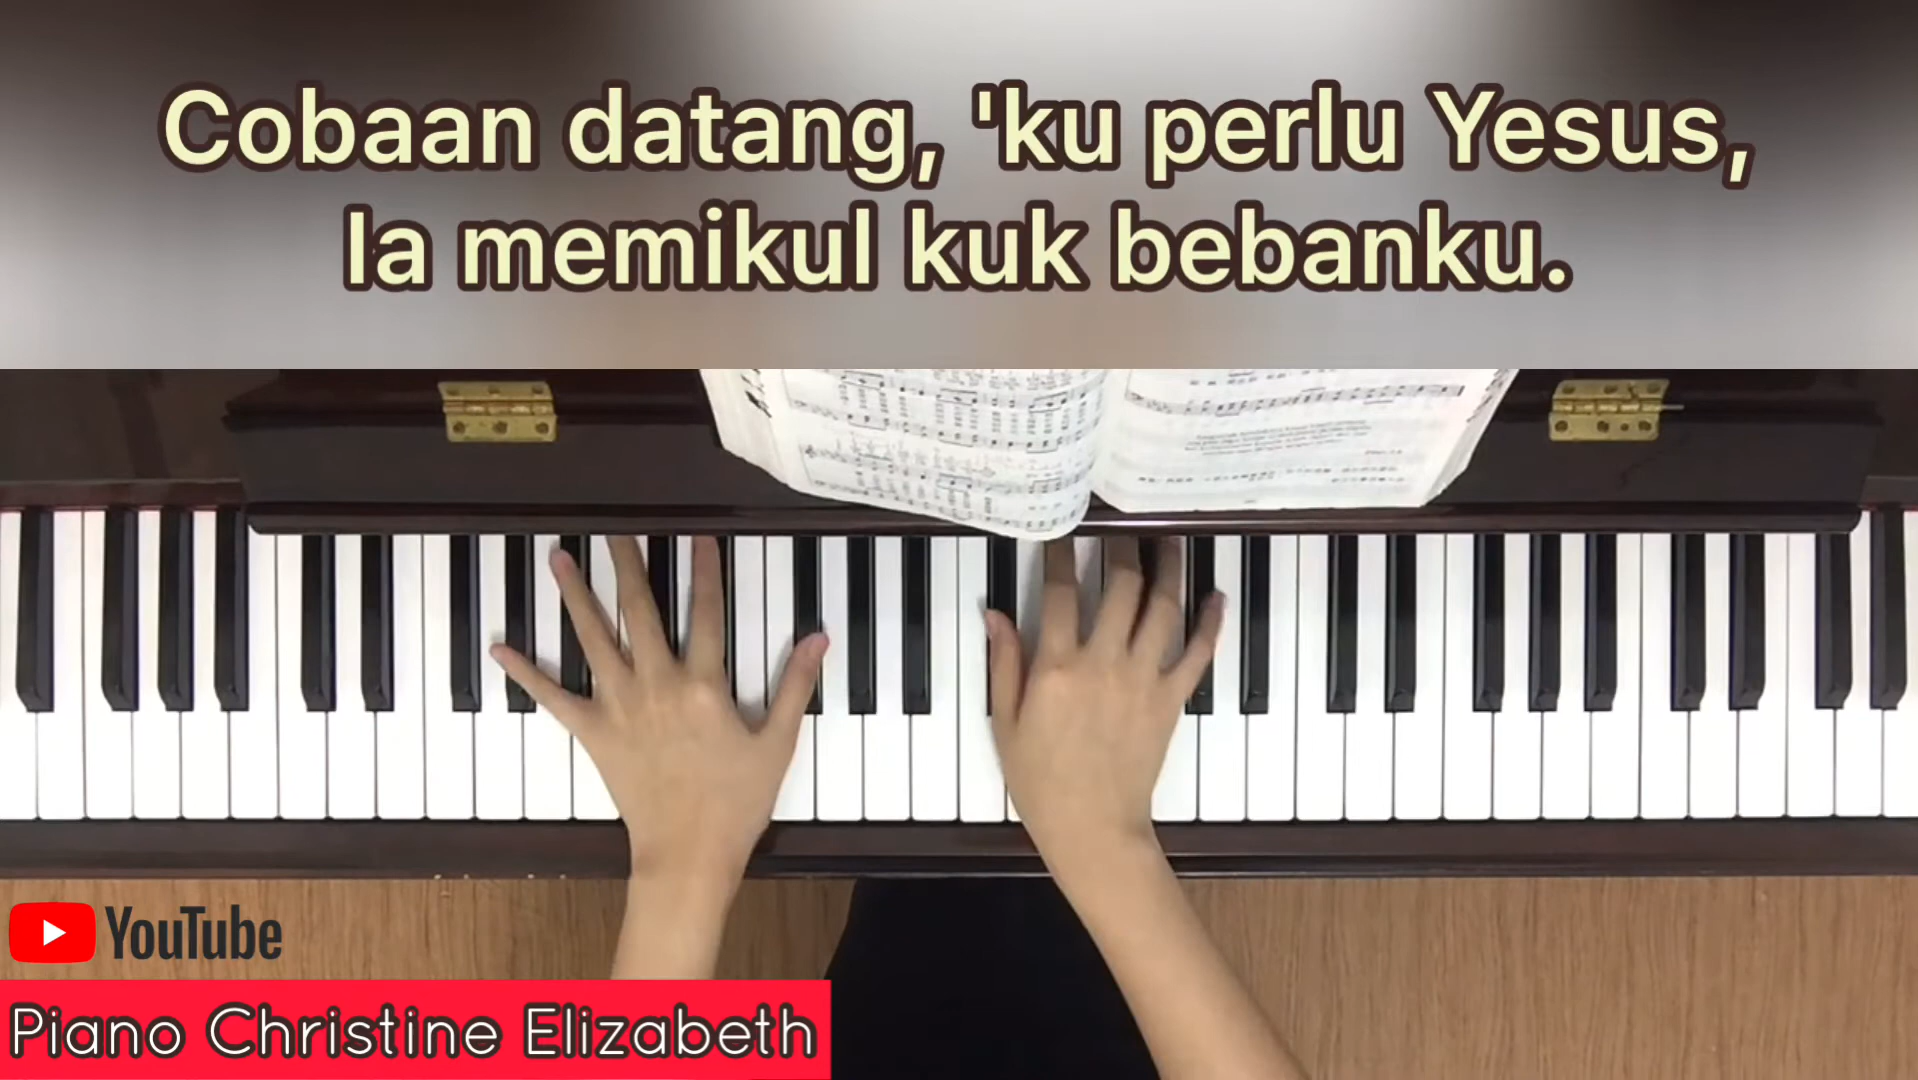 Cobaan datang, 'ku perlu Yesus,
Ia memikul kuk bebanku.
YouTube
Piano Christine Elizabeth